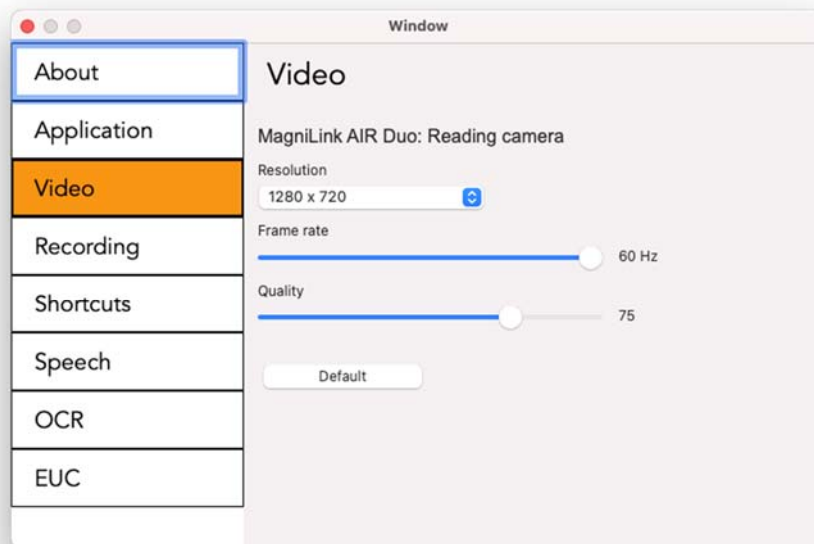 Window
About
Application
Video
Recording
Shortcuts
Speech
OCR
EUC
Video
MagniLink AIR Duo: Reading camera
Resolution
1280 x 720
Frame rate
60 Hz
Quality
75
Default